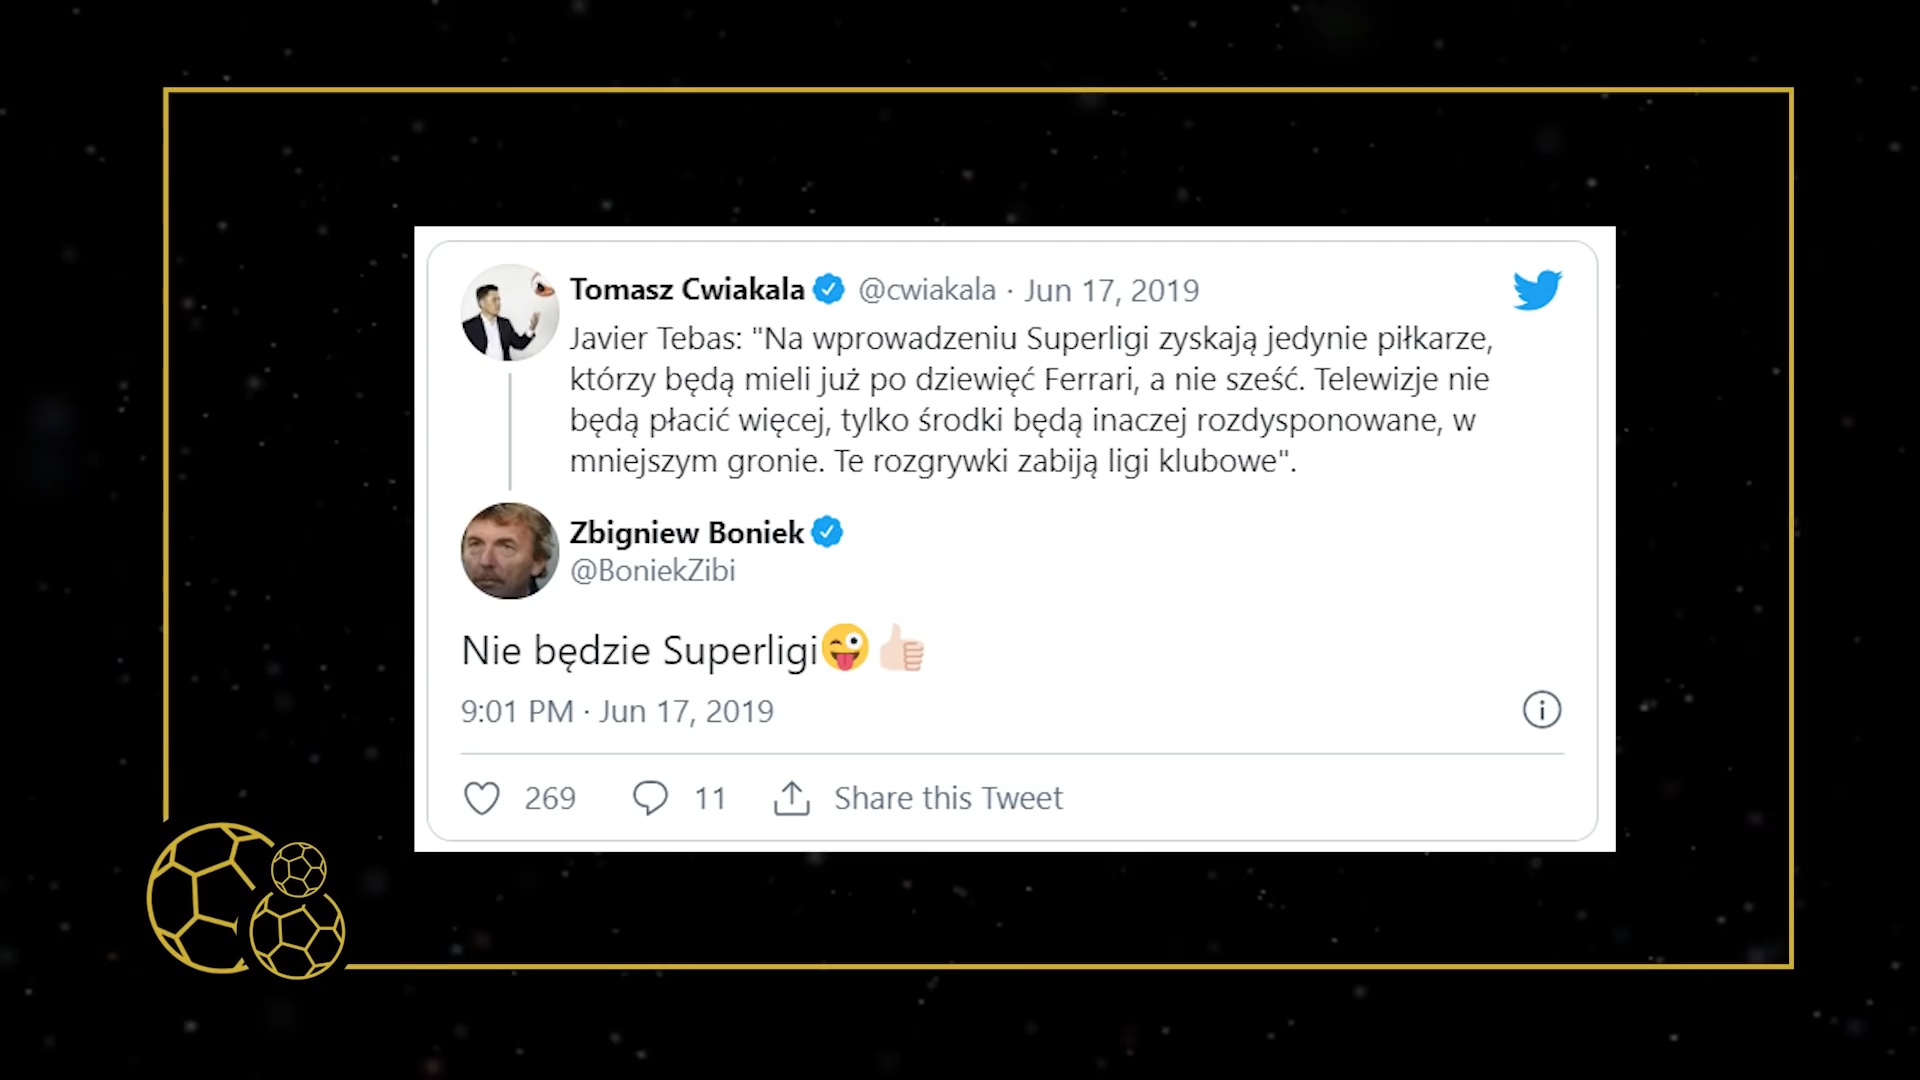 Tomasz Cwiakala @cwiakala · Jun 17, 2019
Javier Tebas: "Na wprowadzeniu Superligi zyskają jedynie piłkarze,
którzy będą mieli już po dziewięć Ferrari, a nie sześć. Telewizje nie
będą płacić więcej, tylko środki będą inaczej rozdysponowane, w
mniejszym gronie. Te rozgrywki zabiją ligi klubowe".
Zbigniew Boniek
@BoniekZibi
Nie będzie Superligi😜👍🏻
9:01 PM · Jun 17, 2019
269 11 Share this Tweet